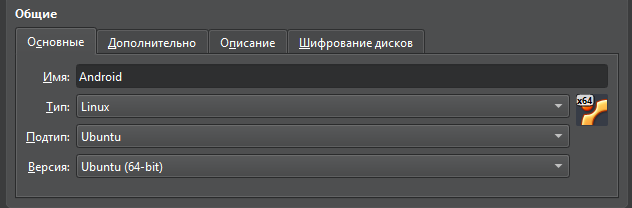 Общие
Основные Дополнительно Описание Шифрование дисков
Имя: Android
Тип: Linux
x64
Подтип: Ubuntu
Версия: Ubuntu (64-bit)